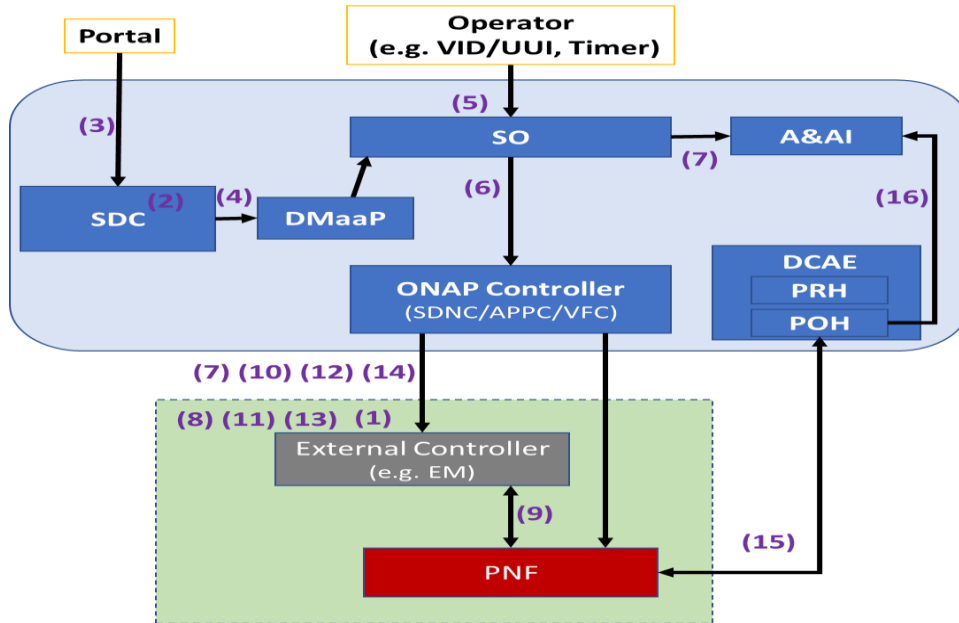 Portal
Operator
(e.g. VID/UUI, Timer)
(3)
(5)
SO
(7)
A&AI
(2)
(4)
SDC
DMaaP
(6)
(16)
ONAP Controller
(SDNC/APPC/VFC)
DCAE
PRH
POH
(7) (10) (12) (14)
(8) (11) (13) (1)
External Controller
(e.g. EM)
(9)
(15)
PNF